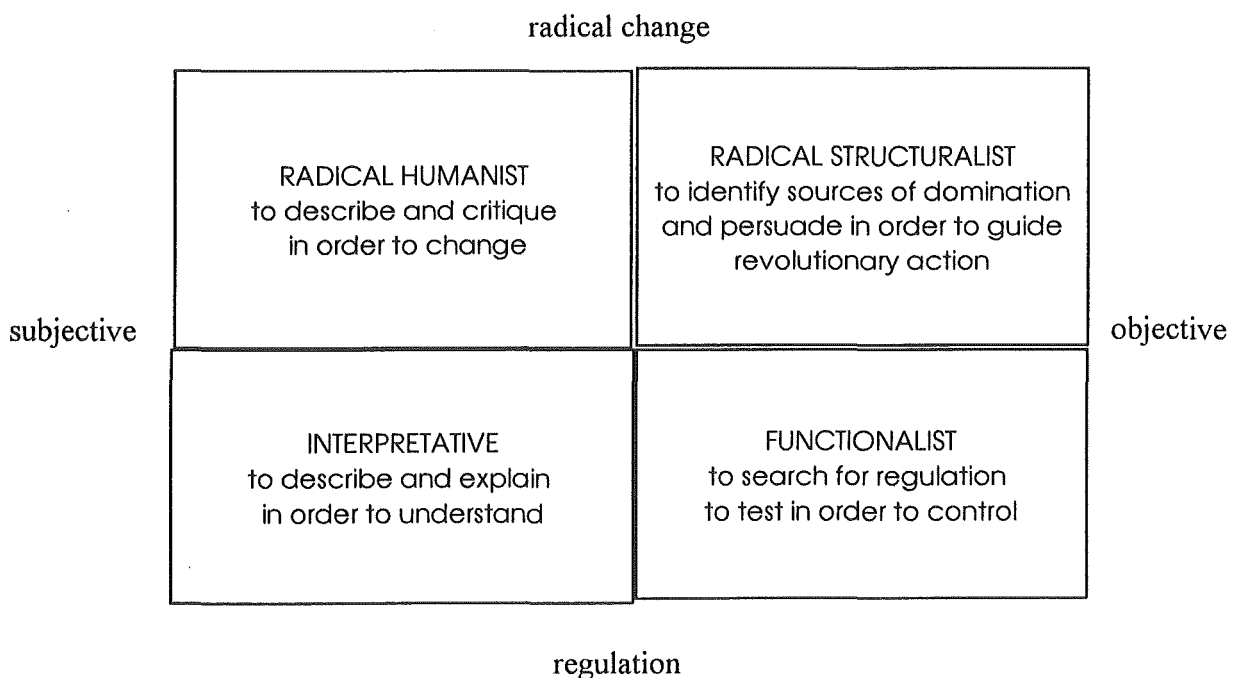 radical change
RADICAL HUMANIST
to describe and critique
in order to change
RADICAL STRUCTURALIST
to identify sources of domination
and persuade in order to guide
revolutionary action
subjective
objective
INTERPRETATIVE
to describe and explain
in order to understand
FUNCTIONALIST
to search for regulation
to test in order to control
regulation